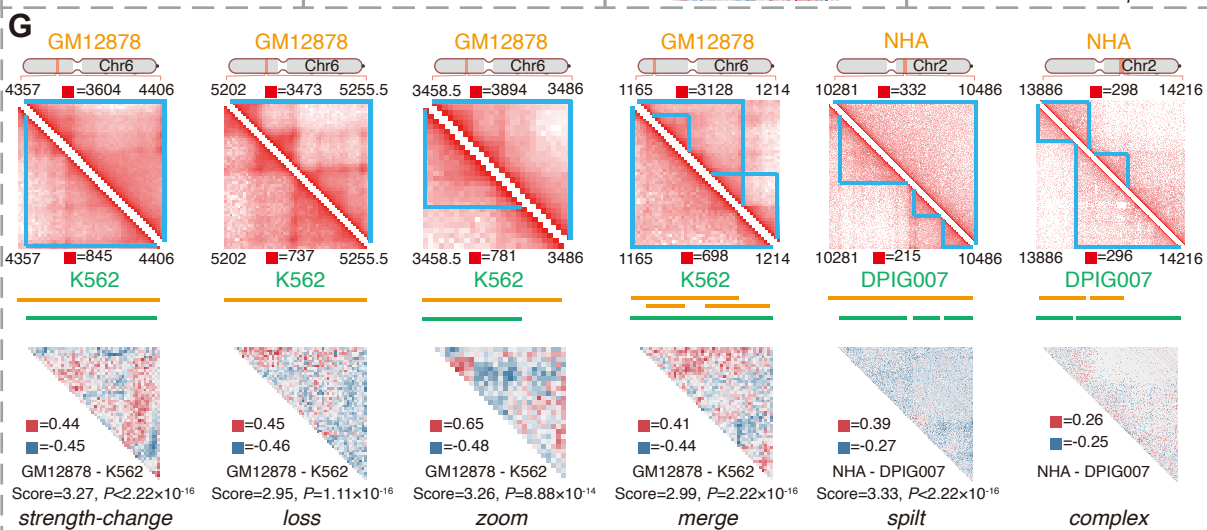 G
GM12878 GM12878 GM12878 GM12878 NHA NHA
Chr6 Chr6 Chr6 Chr6 Chr2 Chr2
4357 =3604 4406 5202 =3473 5255.5 3458.5 =3894 3486 1165 =3128 1214 10281 =332 10486 13886 =298 14216
4357 =845 4406 5202 =737 5255.5 3458.5 =781 3486 1165 =698 1214 10281 =215 10486 13886 =296 14216
K562 K562 K562 K562 DPIG007 DPIG007
=0.44 =0.45 =0.65 =0.41 =0.39 =0.26
=-0.45 =-0.46 =-0.48 =-0.44 =-0.27 =-0.25
GM12878 - K562 GM12878 - K562 GM12878 - K562 GM12878 - K562 NHA - DPIG007 NHA - DPIG007
Score=3.27, P<2.22×10⁻¹⁶ Score=2.95, P=1.11×10⁻¹⁶ Score=3.26, P=8.88×10⁻¹⁴ Score=2.99, P=2.22×10⁻¹⁶ Score=3.33, P<2.22×10⁻¹⁶
strength-change loss zoom merge spilt complex